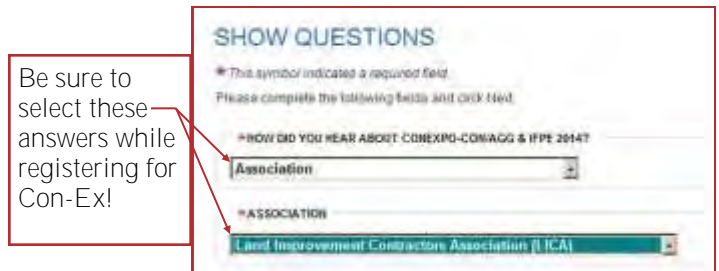 Be sure to
select these
answers while
registering for
Con-Ex!
SHOW QUESTIONS
* This symbol indicates a required field.
Please complete the following fields and click Next.
*HOW DID YOU HEAR ABOUT CONEXPO-CON/AGG & IFPE 2014?
Association
*ASSOCIATION
Land Improvement Contractors Association (LICA)